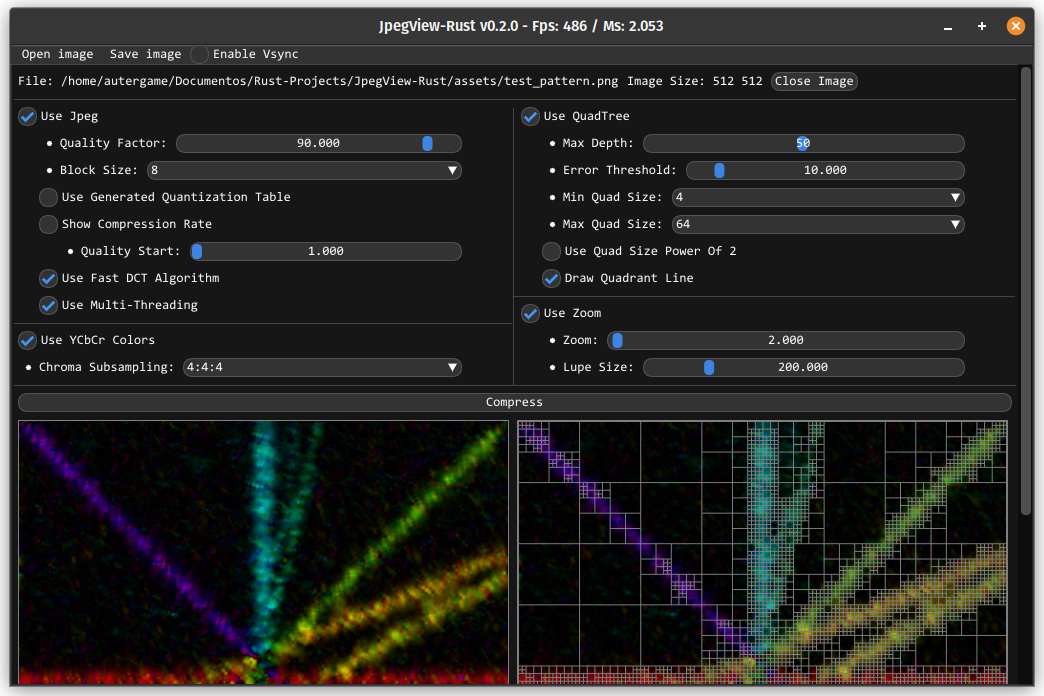 JpegView-Rust v0.2.0 - Fps: 486 / Ms: 2.053
Open image Save image Enable Vsync
File: /home/autergame/Documentos/Rust-Projects/JpegView-Rust/assets/test_pattern.png Image Size: 512 512 Close Image
Use Jpeg
• Quality Factor: 90.000
• Block Size: 8
Use Generated Quantization Table
Show Compression Rate
• Quality Start: 1.000
Use Fast DCT Algorithm
Use Multi-Threading
Use YCbCr Colors
• Chroma Subsampling: 4:4:4
Use QuadTree
• Max Depth: 50
• Error Threshold: 10.000
• Min Quad Size: 4
• Max Quad Size: 64
Use Quad Size Power Of 2
Draw Quadrant Line
Use Zoom
• Zoom: 2.000
• Lupe Size: 200.000
Compress